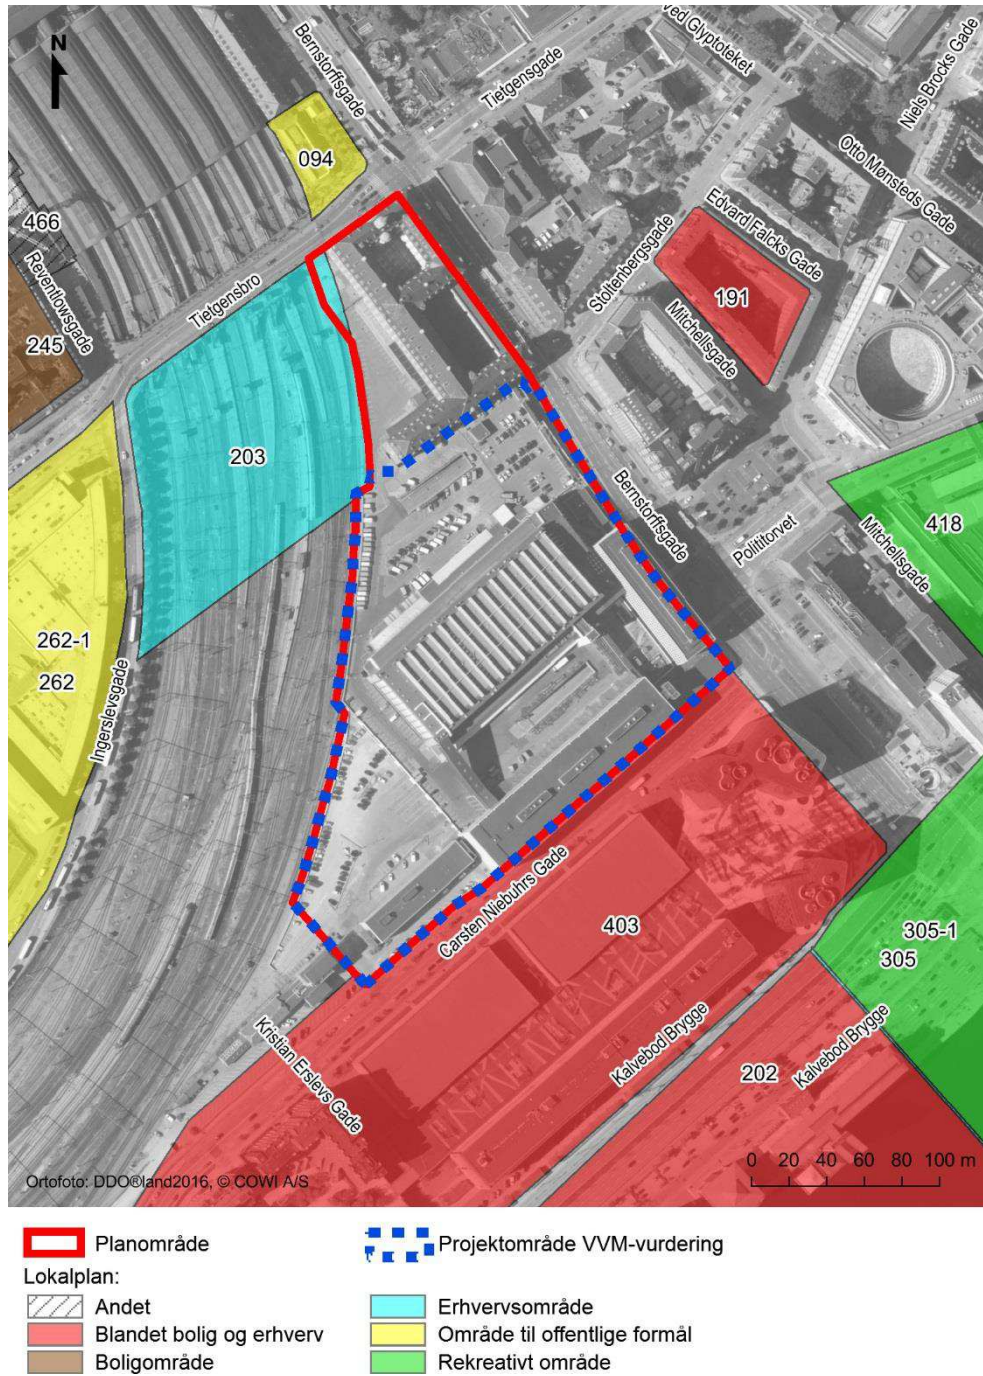 N
Bernstorffsgade
Tietgensgade
ved Glyptoteket
Niels Brocks Gade
Otto Mønsteds Gade
094
466
Reventlowsgade
Tietgensbro
Stoltenbergsgade
Edvard Falcks Gade
191
Mitchellsgade
245
203
Bernstorffsgade
Polititorvet
418
Mitchellsgade
262-1
262
Ingerslevsgade
Carsten Niebuhrs Gade
403
305-1
305
Kristian Erslevs Gade
Kalvebod Brygge
202
Kalvebod Brygge
0 20 40 60 80 100 m
Ortofoto: DDO®land2016, © COWI A/S
Planområde
Projektområde VVM-vurdering
Lokalplan:
Andet
Erhvervsområde
Blandet bolig og erhverv
Område til offentlige formål
Boligområde
Rekreativt område